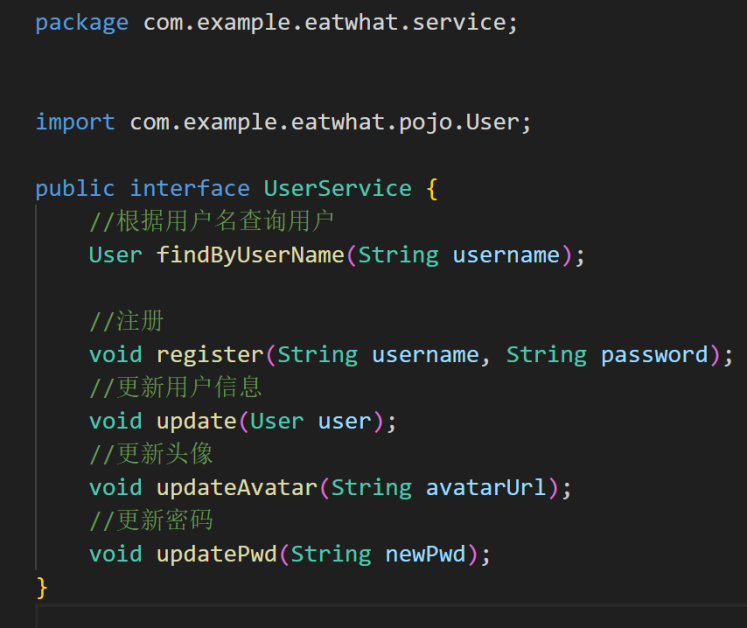 package com.example.eatwhat.service;
import com.example.eatwhat.pojo.User;
public interface UserService {
//根据用户名查询用户
User findByUserName(String username);
//注册
void register(String username, String password);
//更新用户信息
void update(User user);
//更新头像
void updateAvatar(String avatarUrl);
//更新密码
void updatePwd(String newPwd);
}